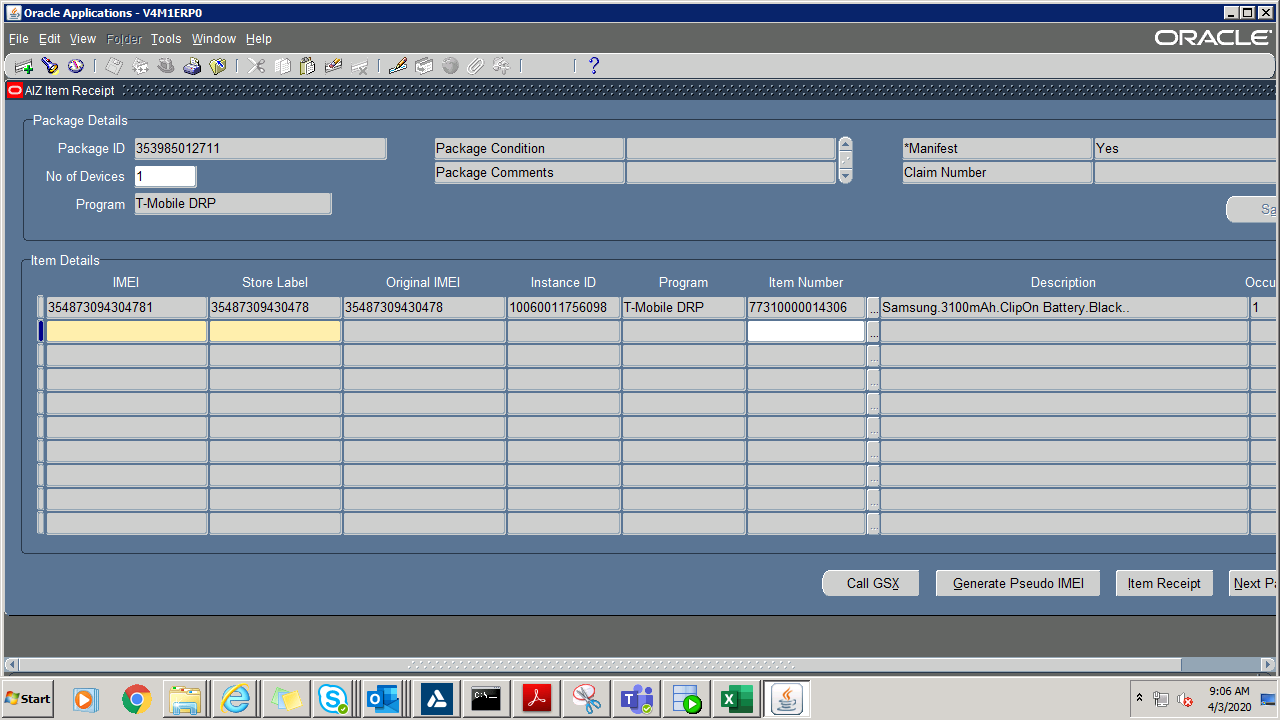 Oracle Applications - V4M1ERP0
File Edit View Folder Tools Window Help
ORACLE
?
AIZ Item Receipt
Package Details
Package ID 353985012711 Package Condition *Manifest Yes
No of Devices 1 Package Comments Claim Number
Program T-Mobile DRP
Sa
Item Details
IMEI Store Label Original IMEI Instance ID Program Item Number Description Occu
354873094304781 35487309430478 35487309430478 10060011756098 T-Mobile DRP 77310000014306 ... Samsung.3100mAh.ClipOn Battery.Black.. 1
...
...
...
...
...
...
...
...
...
Call GSX Generate Pseudo IMEI Item Receipt Next Pa
Start
9:06 AM
4/3/2020